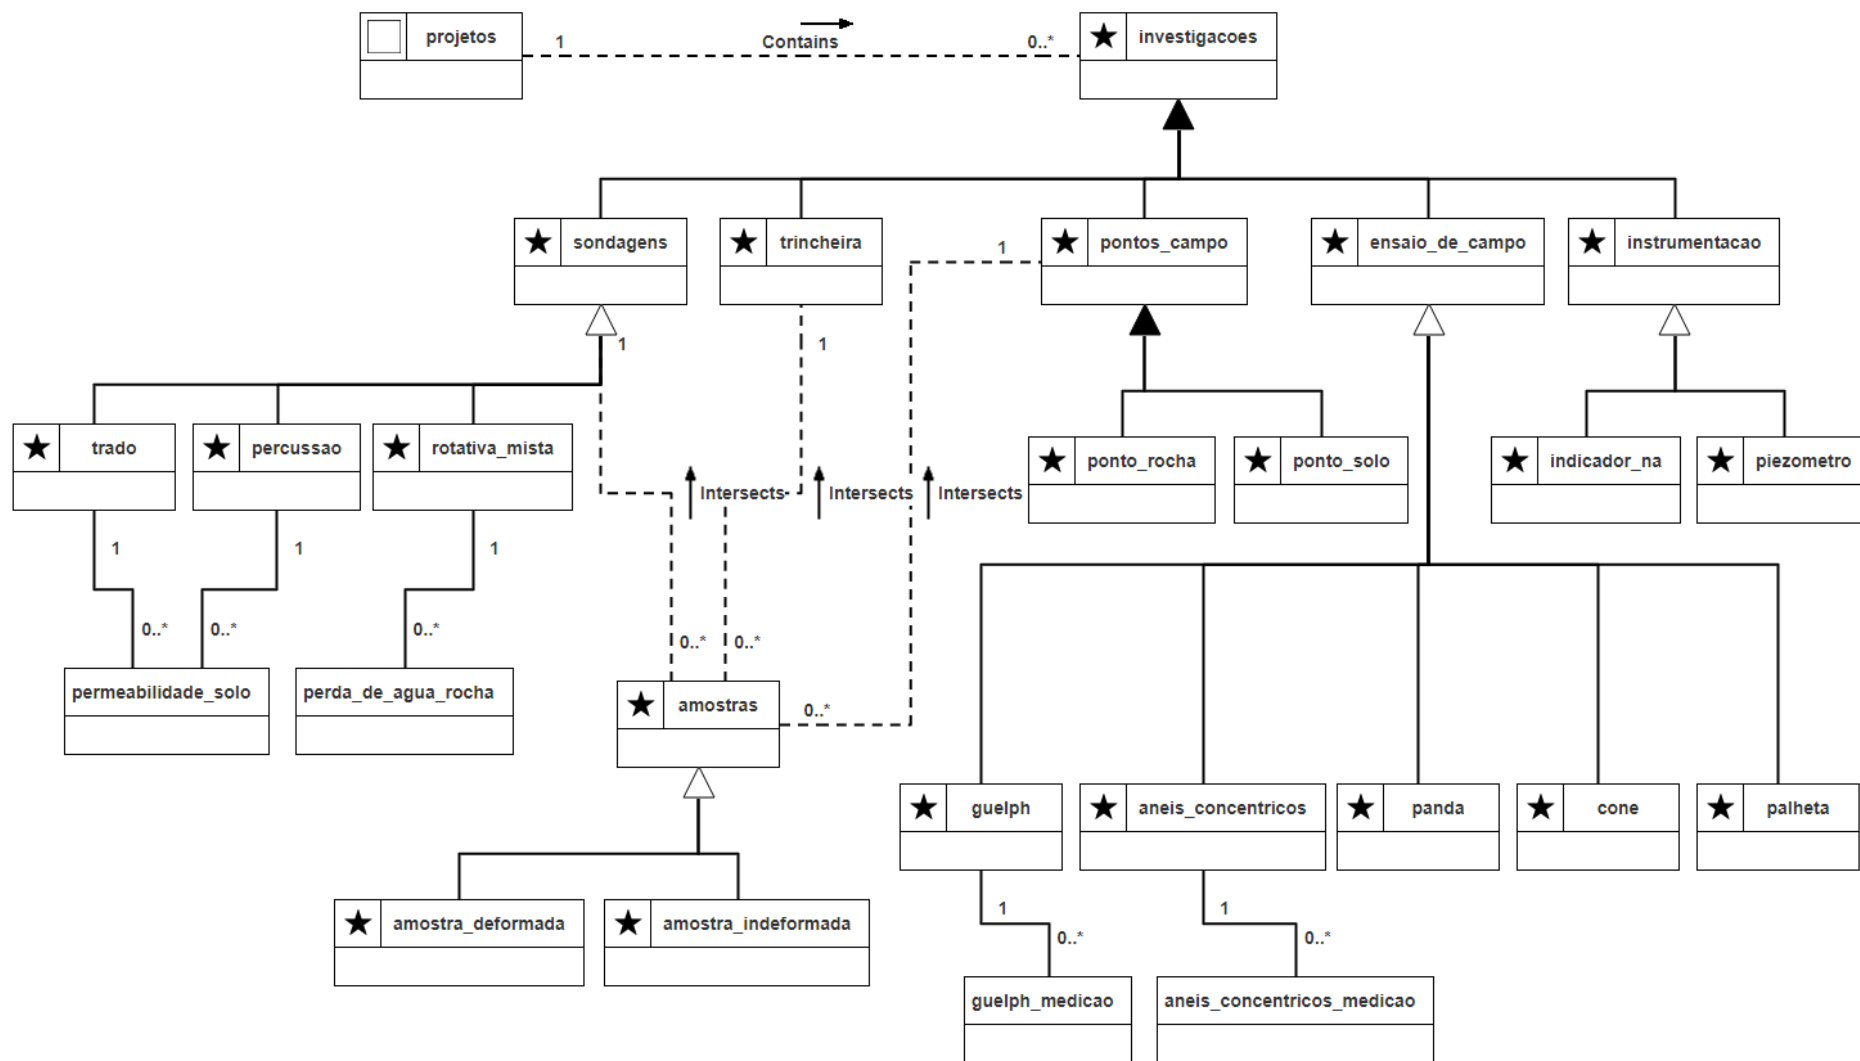 projetos
1
Contains
0..*
investigacoes
sondagens
trincheira
1
pontos_campo
ensaio_de_campo
instrumentacao
1
1
trado
percussao
rotativa_mista
ponto_rocha
ponto_solo
indicador_na
piezometro
Intersects
Intersects
Intersects
1
1
1
0..*
0..*
0..*
0..*
0..*
permeabilidade_solo
perda_de_agua_rocha
amostras
0..*
guelph
aneis_concentricos
panda
cone
palheta
amostra_deformada
amostra_indeformada
1
1
0..*
0..*
guelph_medicao
aneis_concentricos_medicao